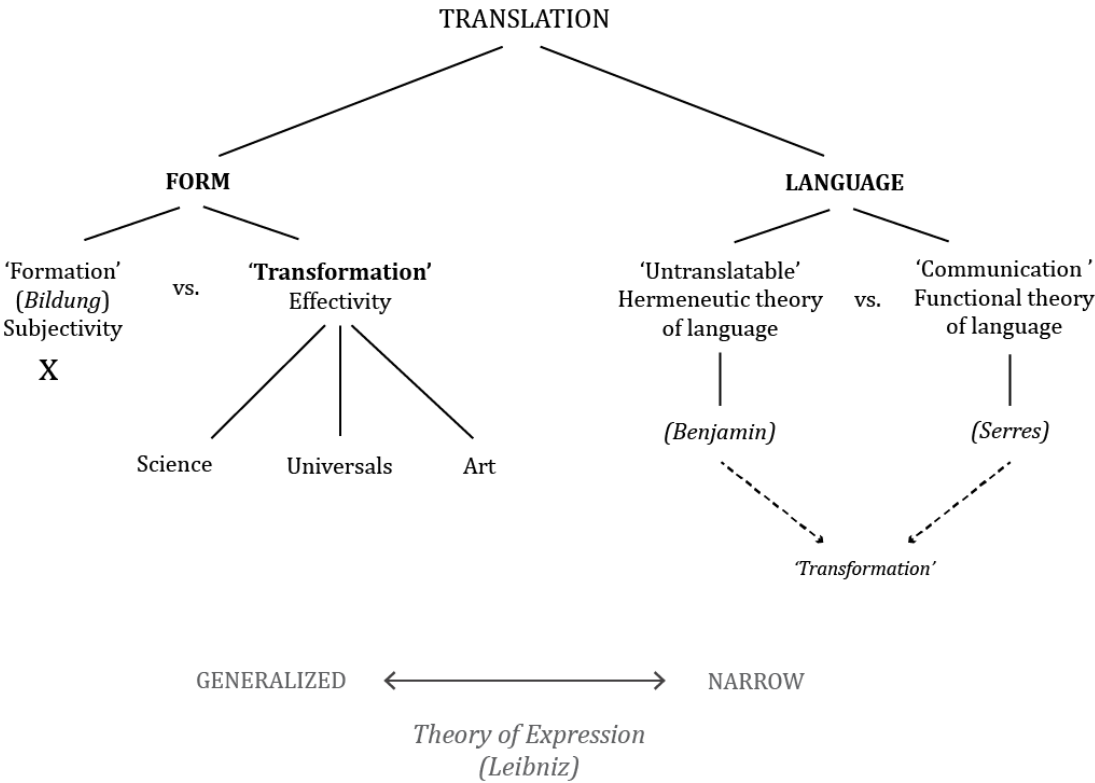 TRANSLATION
FORM
LANGUAGE
‘Formation’
(Bildung)
Subjectivity
X
vs.
‘Transformation’
Effectivity
‘Untranslatable’
Hermeneutic theory
of language
vs.
‘Communication ’
Functional theory
of language
Science
Universals
Art
(Benjamin)
(Serres)
‘Transformation’
GENERALIZED
NARROW
Theory of Expression
(Leibniz)